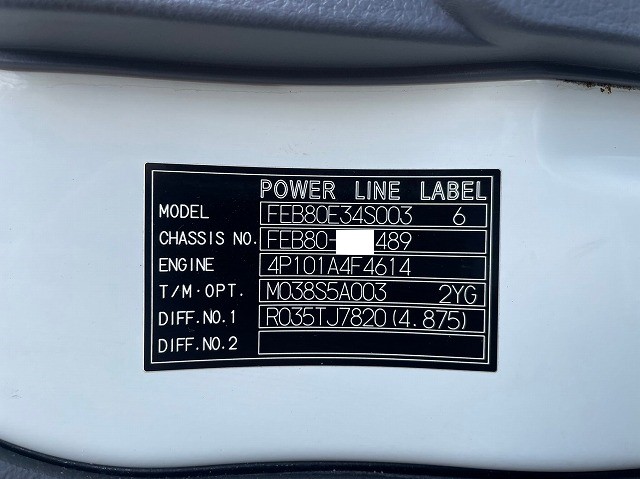 POWER LINE LABEL
MODEL FEB80E34S003 6
CHASSIS NO. FEB80- 489
ENGINE 4P101A4F4614
T/M·OPT. M038S5A003 2YG
DIFF.NO.1 R035TJ7820(4.875)
DIFF.NO.2